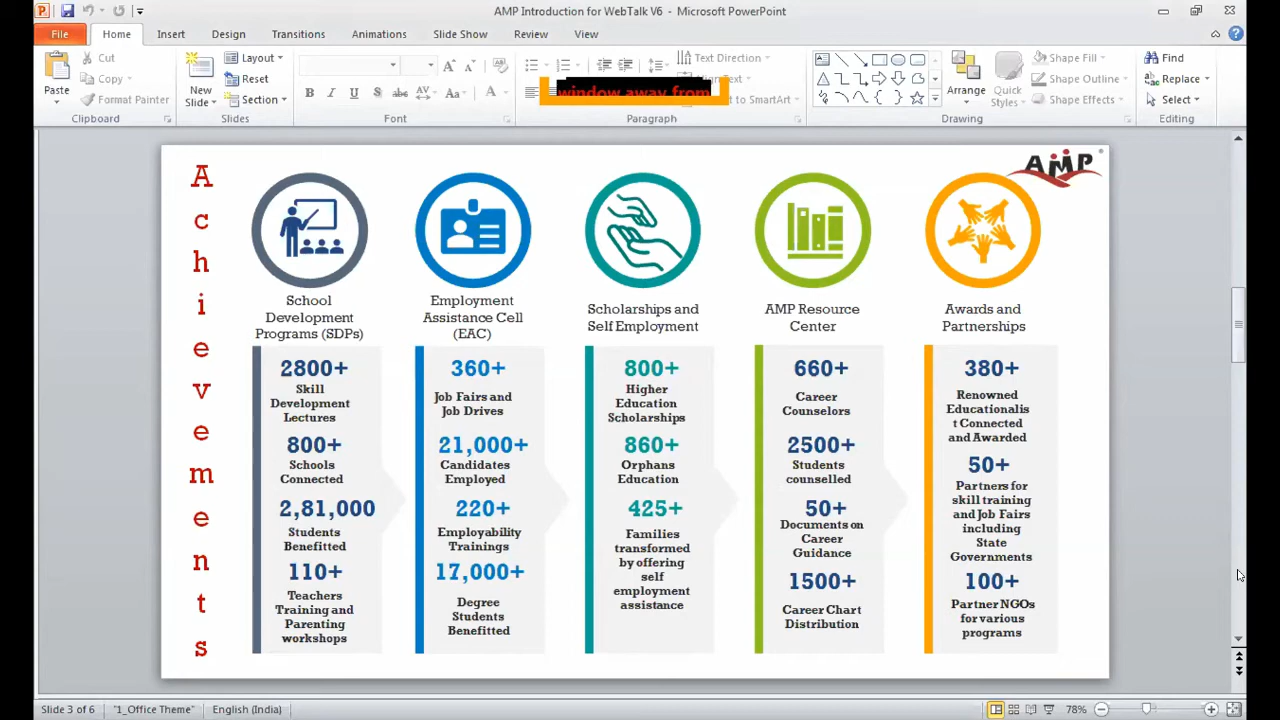 AMP Introduction for WebTalk V6 - Microsoft PowerPoint
File Home Insert Design Transitions Animations Slide Show Review View
Paste
Cut
Copy
Format Painter
Clipboard
New
Slide
Layout
Reset
Section
Slides
B I U S abc AV Aa A
Font
Text Direction
to SmartArt
window away from
Paragraph
Arrange
Quick
Styles
Shape Fill
Shape Outline
Shape Effects
Drawing
Find
Replace
Select
Editing
A
c
h
i
e
v
e
m
e
n
t
s
AMP
School
Development
Programs (SDPs)
2800+
Skill
Development
Lectures
800+
Schools
Connected
2,81,000
Students
Benefitted
110+
Teachers
Training and
Parenting
workshops
Employment
Assistance Cell
(EAC)
360+
Job Fairs and
Job Drives
21,000+
Candidates
Employed
220+
Employability
Trainings
17,000+
Degree
Students
Benefitted
Scholarships and
Self Employment
800+
Higher
Education
Scholarships
860+
Orphans
Education
425+
Families
transformed
by offering
self
employment
assistance
AMP Resource
Center
660+
Career
Counselors
2500+
Students
counselled
50+
Documents on
Career
Guidance
1500+
Career Chart
Distribution
Awards and
Partnerships
380+
Renowned
Educationalis
t Connected
and Awarded
50+
Partners for
skill training
and Job Fairs
including
State
Governments
100+
Partner NGOs
for various
programs
Slide 3 of 6 "1_Office Theme" English (India) 78%